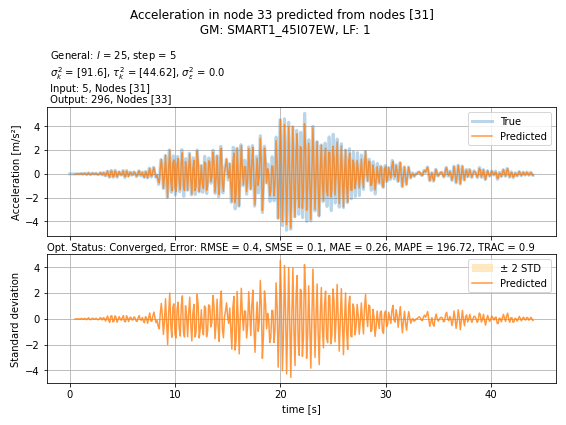 Acceleration in node 33 predicted from nodes [31]
GM: SMART1_45I07EW, LF: 1
General: l = 25, step = 5
σ²ₖ = [91.6], τ²ₖ = [44.62], σ²ε = 0.0
Input: 5, Nodes [31]
Output: 296, Nodes [33]
Acceleration [m/s²]
4
2
0
−2
−4
True
Predicted
Opt. Status: Converged, Error: RMSE = 0.4, SMSE = 0.1, MAE = 0.26, MAPE = 196.72, TRAC = 0.9
Standard deviation
4
2
0
−2
−4
± 2 STD
Predicted
0
10
20
30
40
time [s]